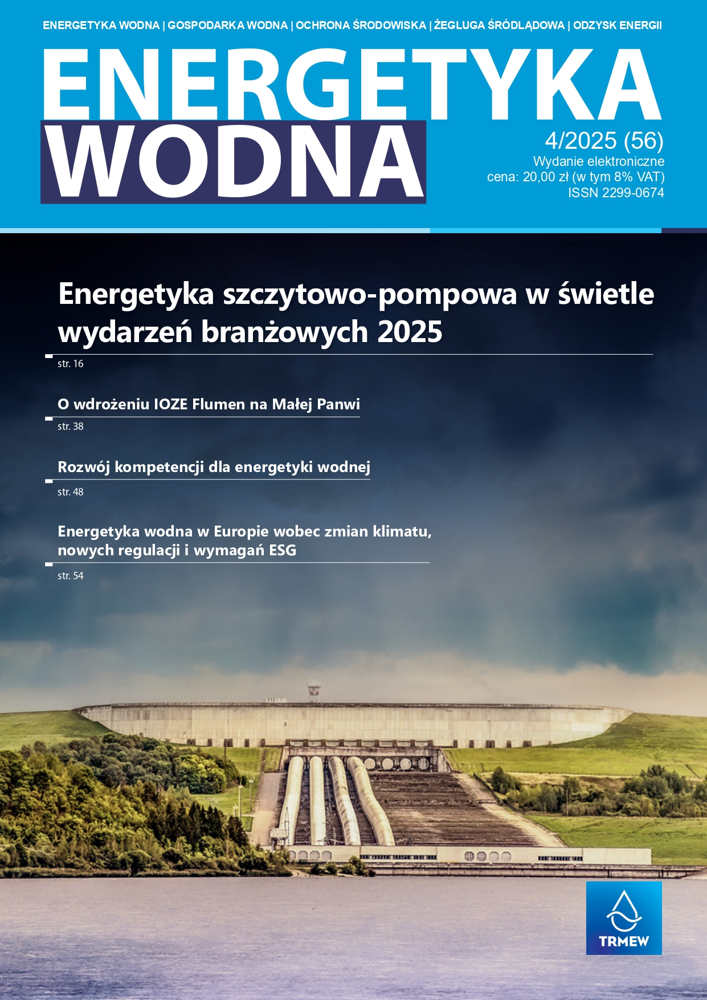 ENERGETYKA WODNA | GOSPODARKA WODNA | OCHRONA ŚRODOWISKA | ŻEGLUGA ŚRÓDLĄDOWA | ODZYSK ENERGII
ENERGETYKA
WODNA
4/2025 (56)
Wydanie elektroniczne
cena: 20,00 zł (w tym 8% VAT)
ISSN 2299-0674
Energetyka szczytowo-pompowa w świetle
wydarzeń branżowych 2025
str. 16
O wdrożeniu IOZE Flumen na Małej Panwi
str. 38
Rozwój kompetencji dla energetyki wodnej
str. 48
Energetyka wodna w Europie wobec zmian klimatu,
nowych regulacji i wymagań ESG
str. 54
TRMEW